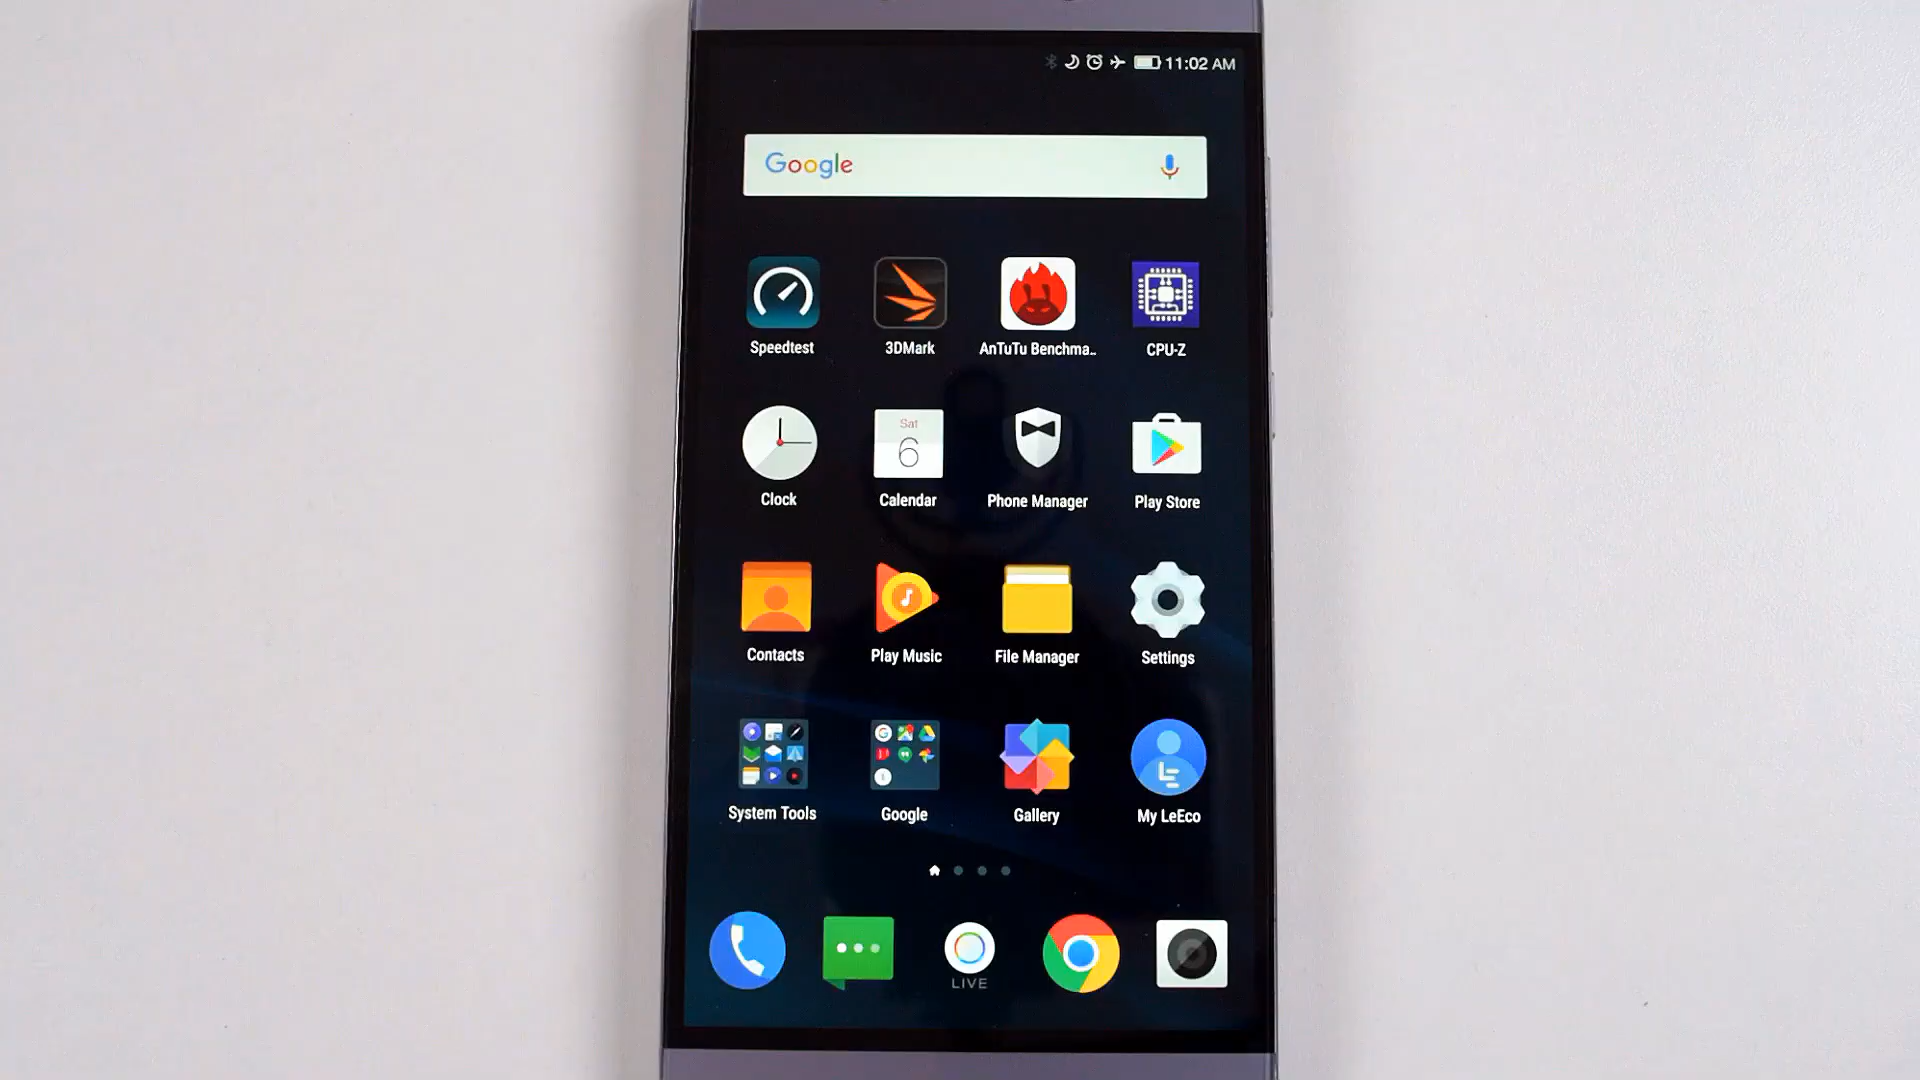 11:02 AM
Google
Speedtest 3DMark AnTuTu Benchma.. CPU-Z
Sat
6
Clock Calendar Phone Manager Play Store
Contacts Play Music File Manager Settings
System Tools Google Gallery My LeEco
LIVE